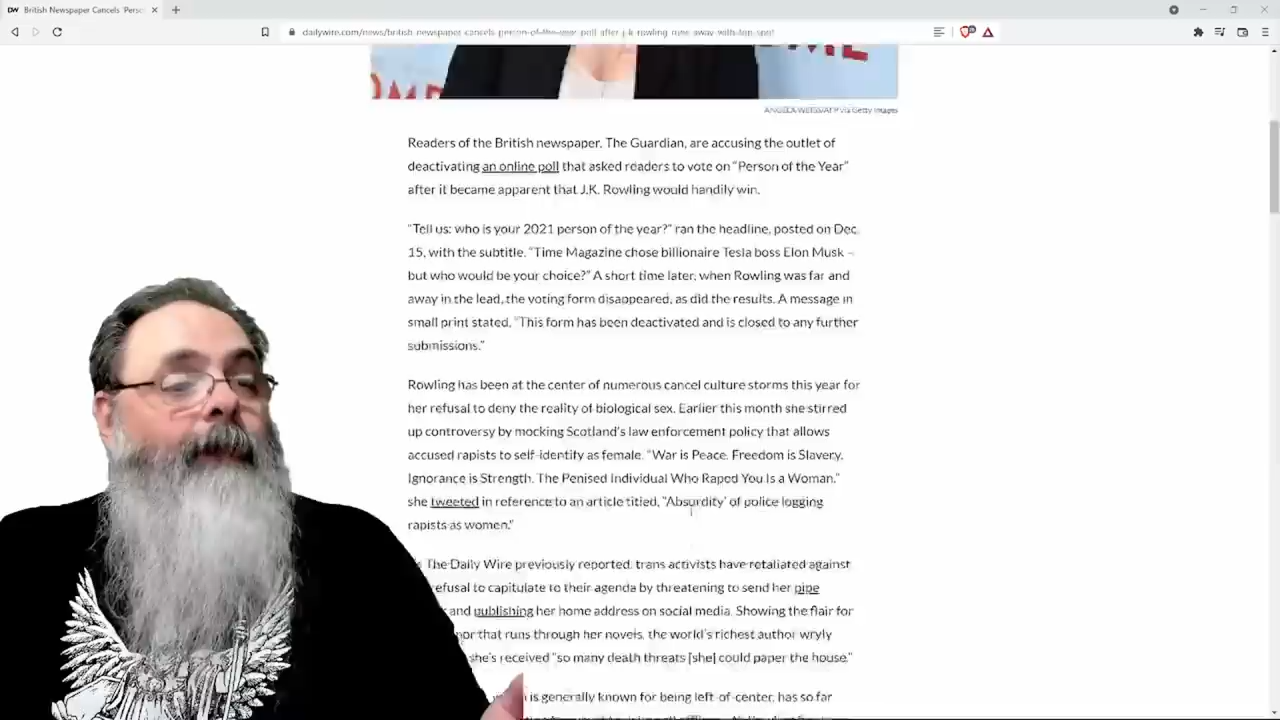 DW British Newspaper Cancels 'Perso
dailywire.com/news/british-newspaper-cancels-person-of-the-year-poll-after-j-k-rowling-runs-away-with-top-spot
OME
ANGELA WEISS/AFP via Getty Images
Readers of the British newspaper, The Guardian, are accusing the outlet of
deactivating an online poll that asked readers to vote on “Person of the Year”
after it became apparent that J.K. Rowling would handily win.
“Tell us: who is your 2021 person of the year?” ran the headline, posted on Dec.
15, with the subtitle, “Time Magazine chose billionaire Tesla boss Elon Musk –
but who would be your choice?” A short time later, when Rowling was far and
away in the lead, the voting form disappeared, as did the results. A message in
small print stated, “This form has been deactivated and is closed to any further
submissions.”
Rowling has been at the center of numerous cancel culture storms this year for
her refusal to deny the reality of biological sex. Earlier this month she stirred
up controversy by mocking Scotland’s law enforcement policy that allows
accused rapists to self-identify as female. “War is Peace. Freedom is Slavery.
Ignorance is Strength. The Penised Individual Who Raped You Is a Woman.”
she tweeted in reference to an article titled, “Absurdity’ of police logging
rapists as women.”
The Daily Wire previously reported, trans activists have retaliated against
efusal to capitulate to their agenda by threatening to send her pipe
and publishing her home address on social media. Showing the flair for
or that runs through her novels, the world’s richest author wryly
she’s received “so many death threats [she] could paper the house.”
is generally known for being left-of-center, has so far